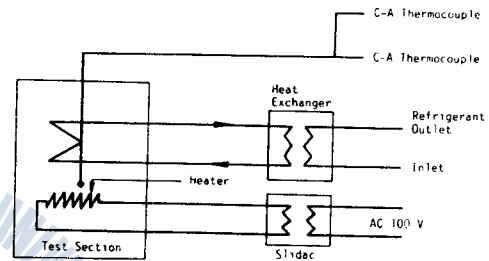 C-A Thermocouple
C-A Thermocouple
Heat
Exchanger
Refrigerant
Outlet
inlet
Heater
AC 100 V
Test Section
Slidac